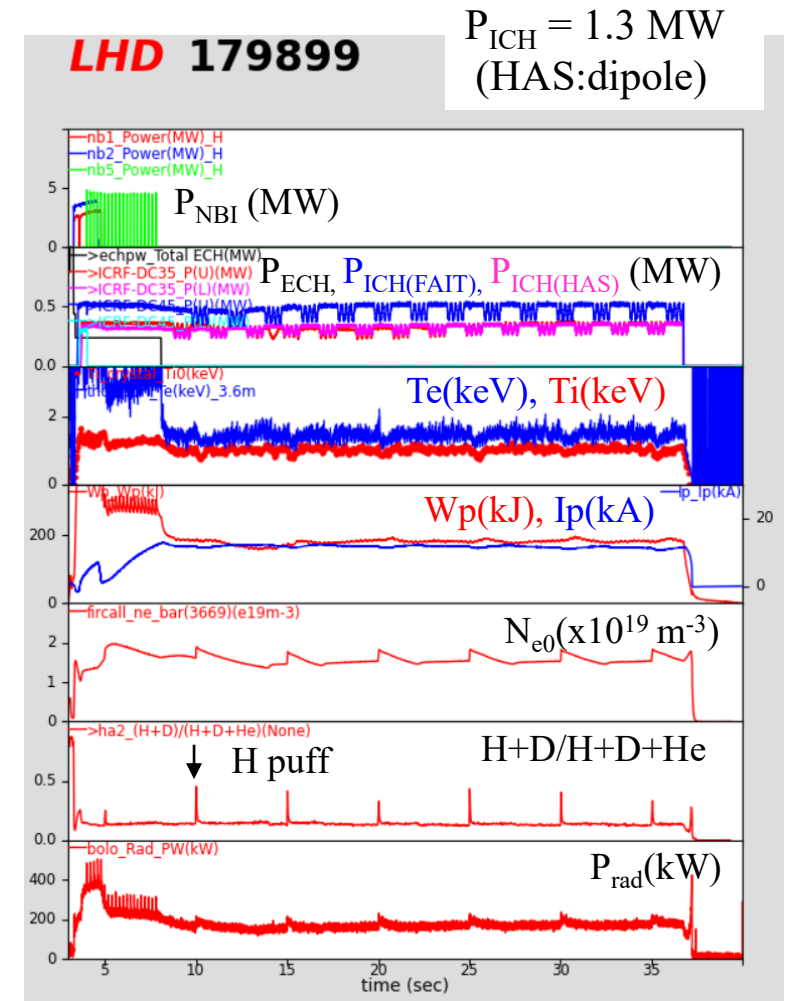 LHD 179899
P_ICH = 1.3 MW
(HAS:dipole)
nb1_Power(MW)_H
nb2_Power(MW)_H
nb5_Power(MW)_H
5
0
P_NBI (MW)
>echpw_Total ECH(MW)
>ICRF-DC35_P(U)(MW)
>ICRF-DC35_P(L)(MW)
P_ECH, P_ICH(FAIT), P_ICH(HAS) (MW)
0.5
0.0
e(keV)_3.6m
Te(keV), Ti(keV)
2
0
Wp_Wp(kJ)
Ip_Ip(kA)
Wp(kJ), Ip(kA)
200
0
20
0
fircall_ne_bar(3669)(e19m-3)
N_e0(x10^19 m^-3)
2
1
0
>ha2_(H+D)/(H+D+He)(None)
H puff
H+D/H+D+He
0.5
0.0
bolo_Rad_PW(kW)
P_rad(kW)
400
200
0
5 10 15 20 25 30 35
time (sec)